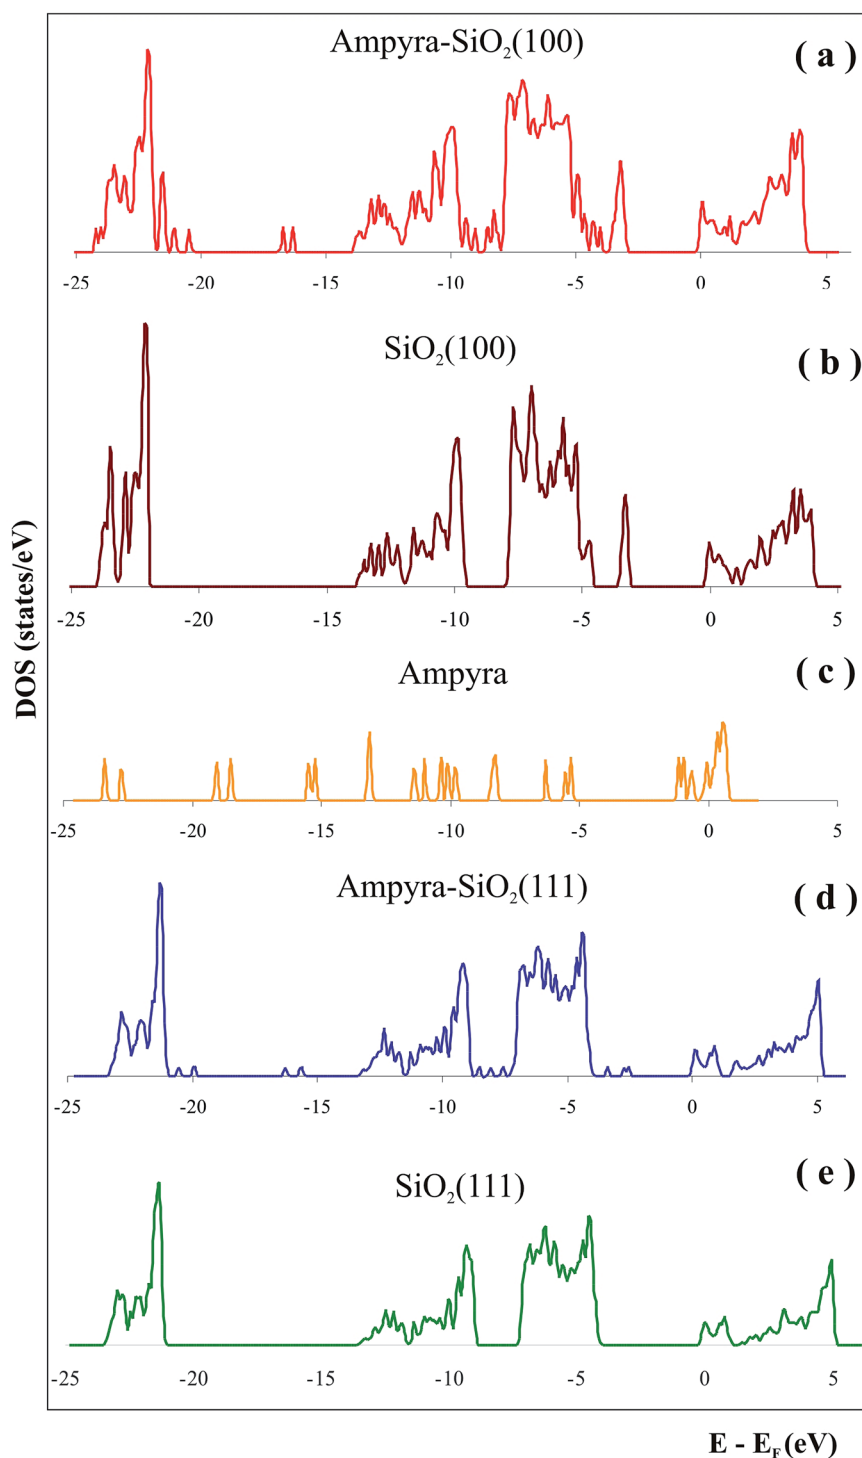 Ampyra-SiO₂(100)
( a )
-25 -20 -15 -10 -5 0 5
SiO₂(100)
( b )
-25 -20 -15 -10 -5 0 5
DOS (states/eV)
Ampyra
( c )
-25 -20 -15 -10 -5 0 5
Ampyra-SiO₂(111)
( d )
-25 -20 -15 -10 -5 0 5
SiO₂(111)
( e )
-25 -20 -15 -10 -5 0 5
E - E_F (eV)